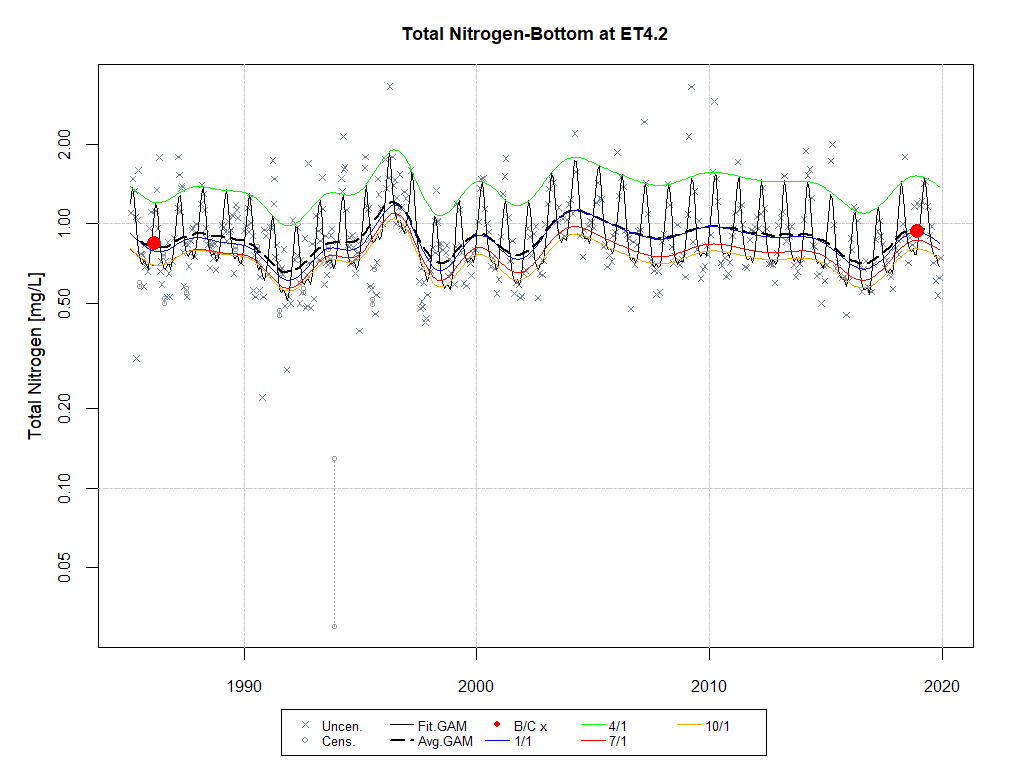 Total Nitrogen-Bottom at ET4.2
Total Nitrogen [mg/L]
2.00
1.00
0.50
0.20
0.10
0.05
1990 2000 2010 2020
Uncen. Fit.GAM B/C x 4/1 10/1
Cens. Avg.GAM 1/1 7/1